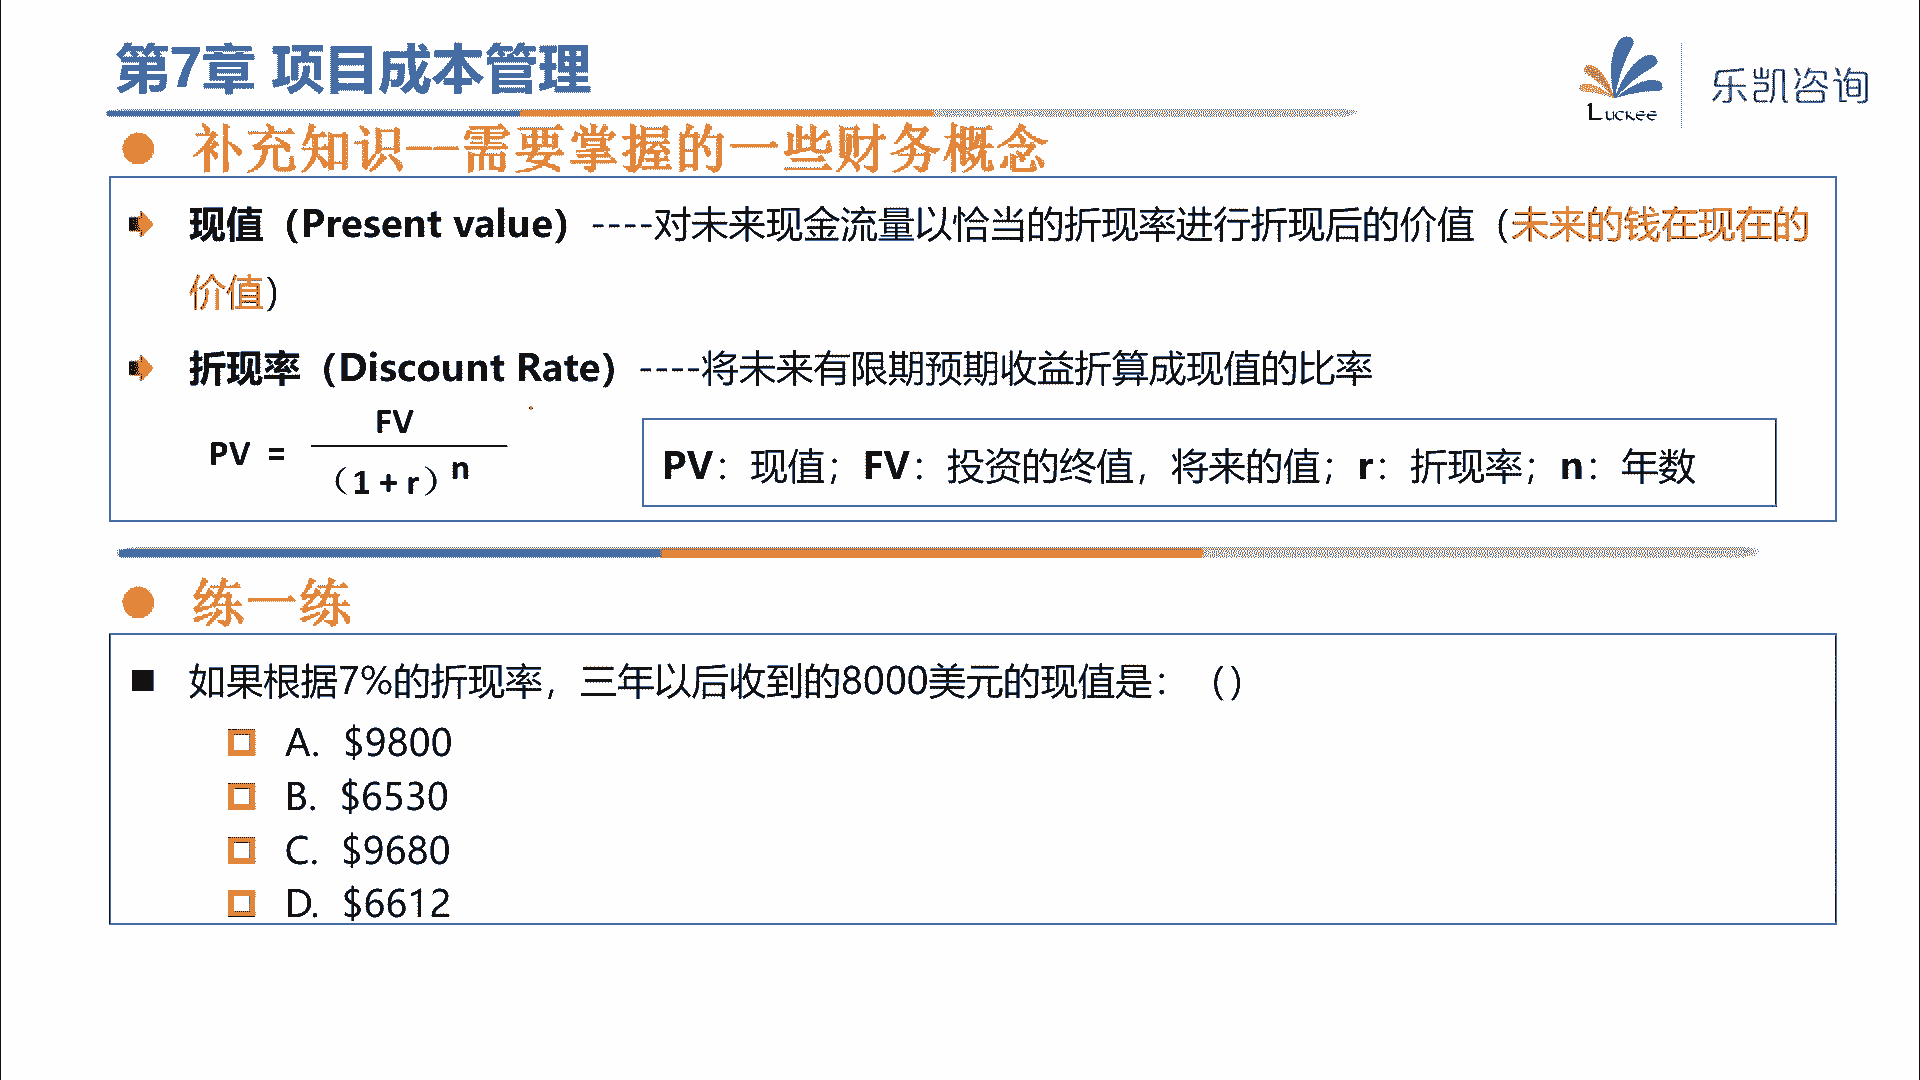 第7章 项目成本管理
Luckee
乐凯咨询
补充知识——需要掌握的一些财务概念
现值（Present value）----对未来现金流量以恰当的折现率进行折现后的价值（未来的钱在现在的
价值）
折现率（Discount Rate）----将未来有限期预期收益折算成现值的比率
FV
PV =
（1 + r）n
PV：现值；FV：投资的终值，将来的值；r：折现率；n：年数
练一练
如果根据7%的折现率，三年以后收到的8000美元的现值是：（）
A. $9800
B. $6530
C. $9680
D. $6612